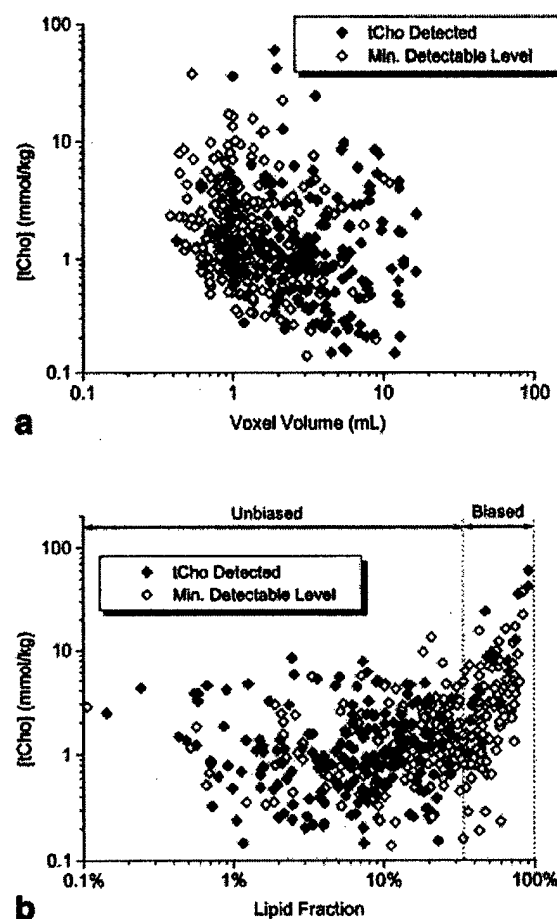 100
10
1
0.1
[tCho] (mmol/kg)
tCho Detected
Min. Detectable Level
0.1
1
10
100
Voxel Volume (mL)
a
Unbiased
Biased
100
10
1
0.1
[tCho] (mmol/kg)
tCho Detected
Min. Detectable Level
0.1%
1%
10%
100%
Lipid Fraction
b